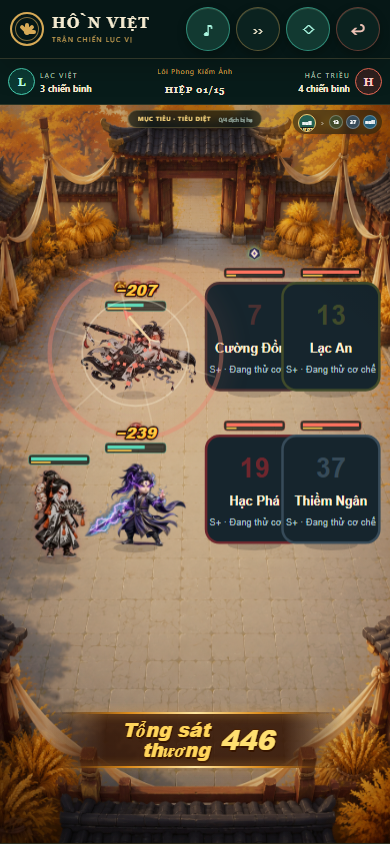 HỒN VIỆT
TRẬN CHIẾN LỤC VỊ
♪
››
L
LẠC VIỆT
3 chiến binh
Lôi Phong Kiếm Ảnh
HIỆP 01/15
HẮC TRIỀU
4 chiến binh
H
MỤC TIÊU · TIÊU DIỆT
0/4 địch bị hạ
13
37
-207
7
Cường Đồ
S+ · Đang thử cơ
13
Lạc An
S+ · Đang thử cơ chế
-239
19
Hạc Phá
S+ · Đang thử cơ
37
Thiềm Ngân
S+ · Đang thử cơ chế
Tổng sát
thương
446